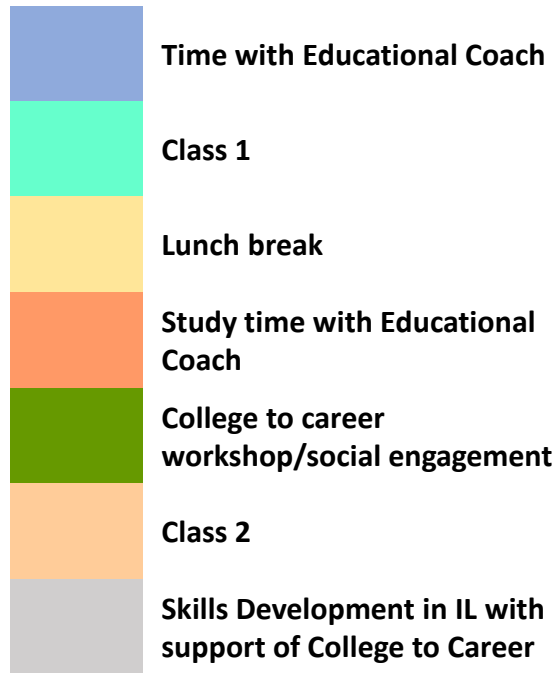 Time with Educational Coach
Class 1
Lunch break
Study time with Educational
Coach
College to career
workshop/social engagement
Class 2
Skills Development in IL with
support of College to Career